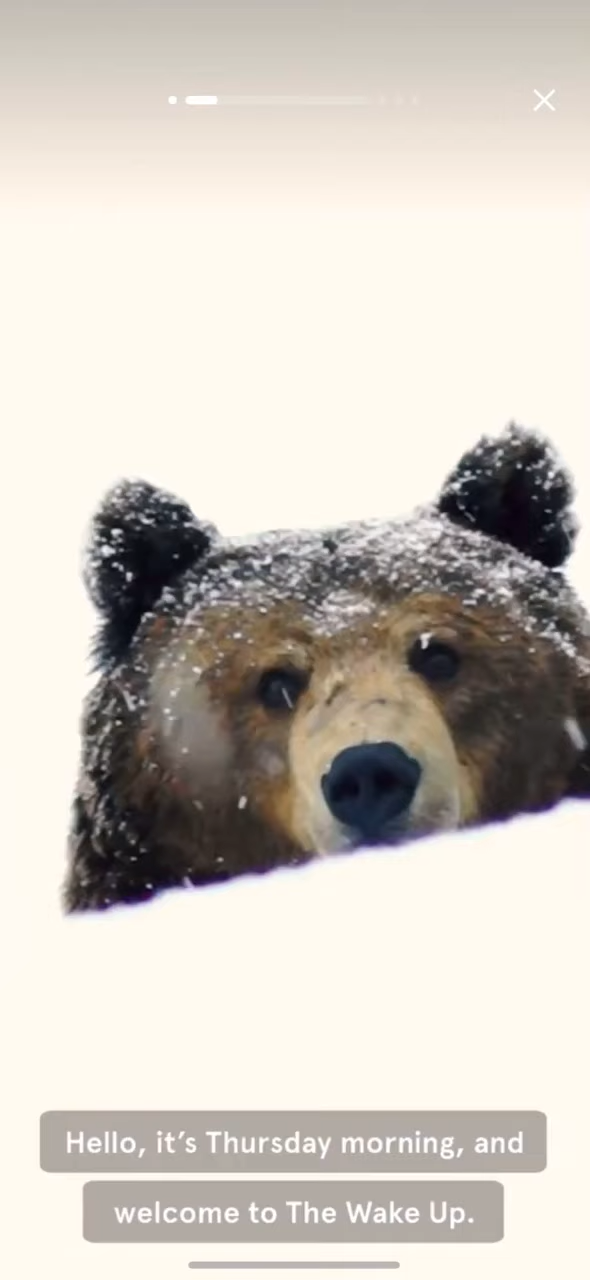 Hello, it’s Thursday morning, and
welcome to The Wake Up.